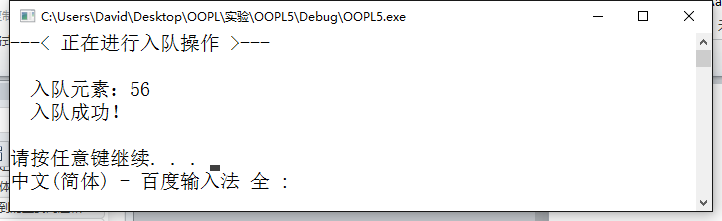 C:\Users\David\Desktop\OOPL\实验\OOPL5\Debug\OOPL5.exe
---< 正在进行入队操作 >---
入队元素：56
入队成功！
请按任意键继续. . .
中文(简体) - 百度输入法 全 :